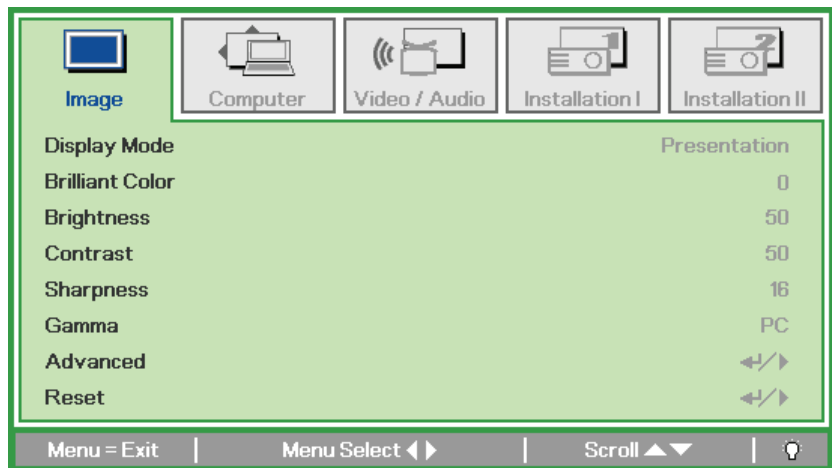 Image Computer Video / Audio Installation I Installation II
Display Mode Presentation
Brilliant Color 0
Brightness 50
Contrast 50
Sharpness 16
Gamma PC
Advanced ↵/▶
Reset ↵/▶
Menu = Exit | Menu Select ◀▶ | Scroll ▲▼ |